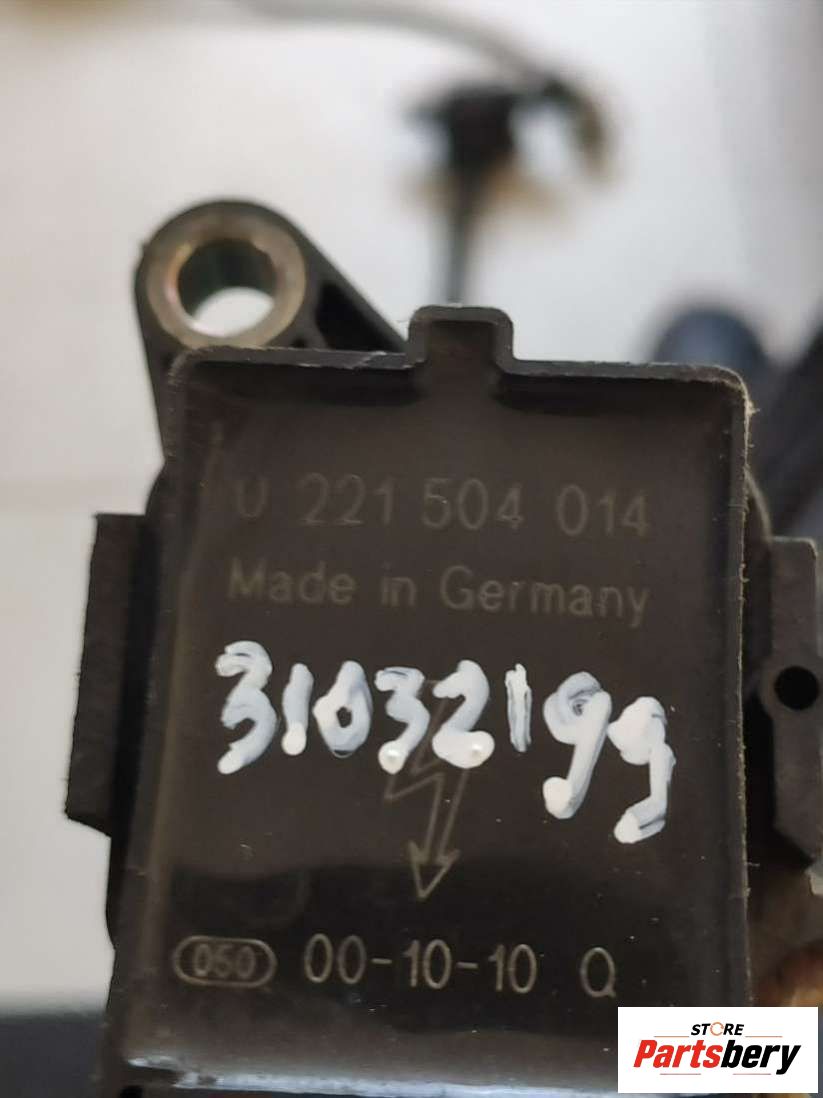 0 221 504 014
Made in Germany
31032199
050 00-10-10 Q
STORE
Partsbery